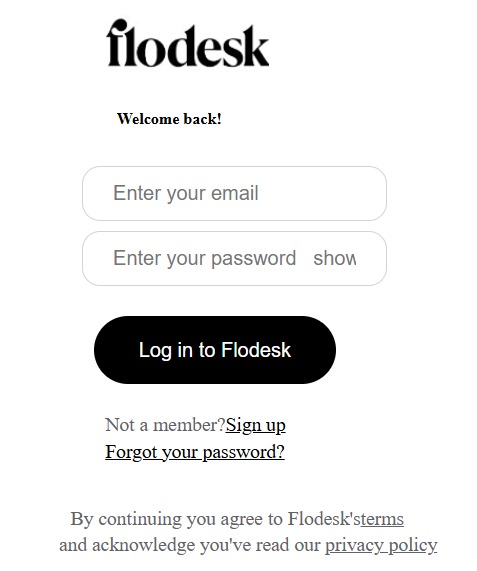 flodesk
Welcome back!
Enter your email
Enter your password show
Log in to Flodesk
Not a member?Sign up
Forgot your password?
By continuing you agree to Flodesk'sterms
and acknowledge you've read our privacy policy